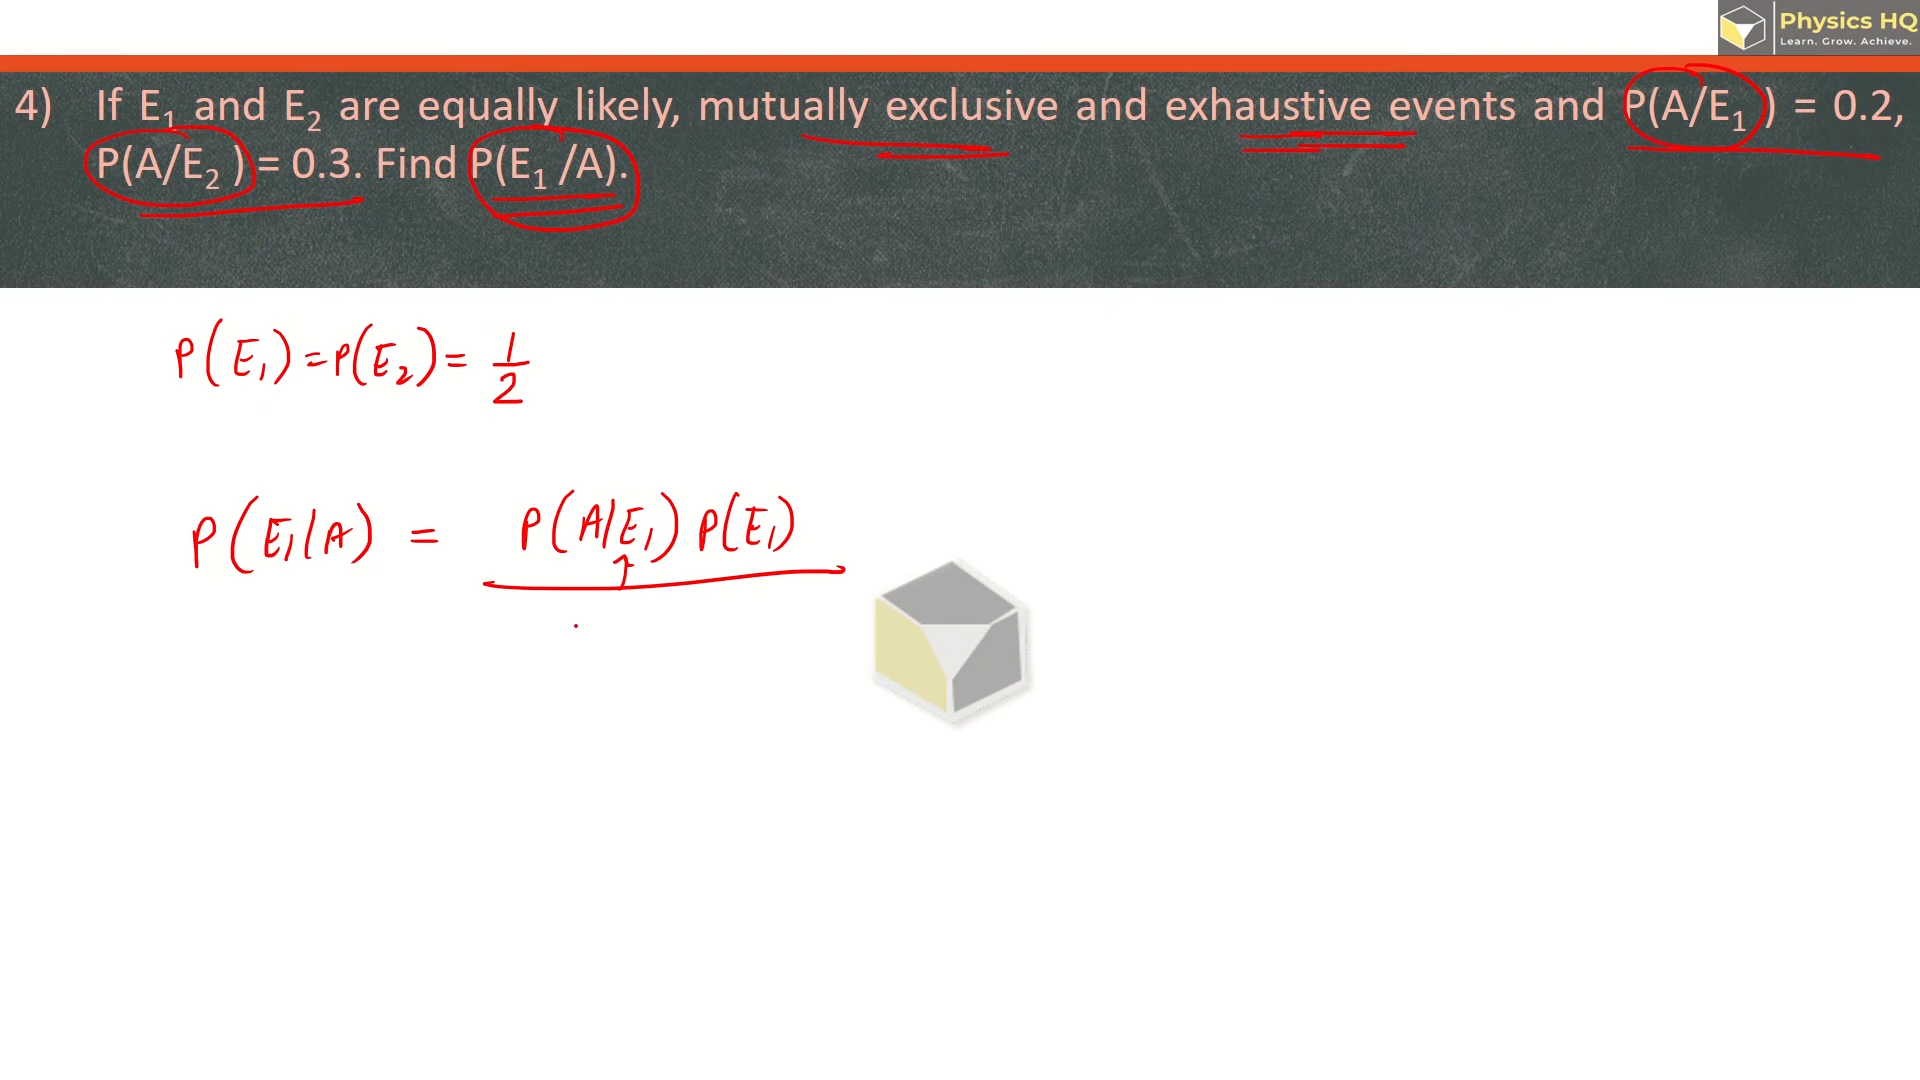 Physics HQ
Learn. Grow. Achieve.
4) If E₁ and E₂ are equally likely, mutually exclusive and exhaustive events and P(A/E₁ ) = 0.2,
P(A/E₂ ) = 0.3. Find P(E₁ /A).
P(E₁) = P(E₂) = 1/2
P(E₁/A) = P(A/E₁) P(E₁)